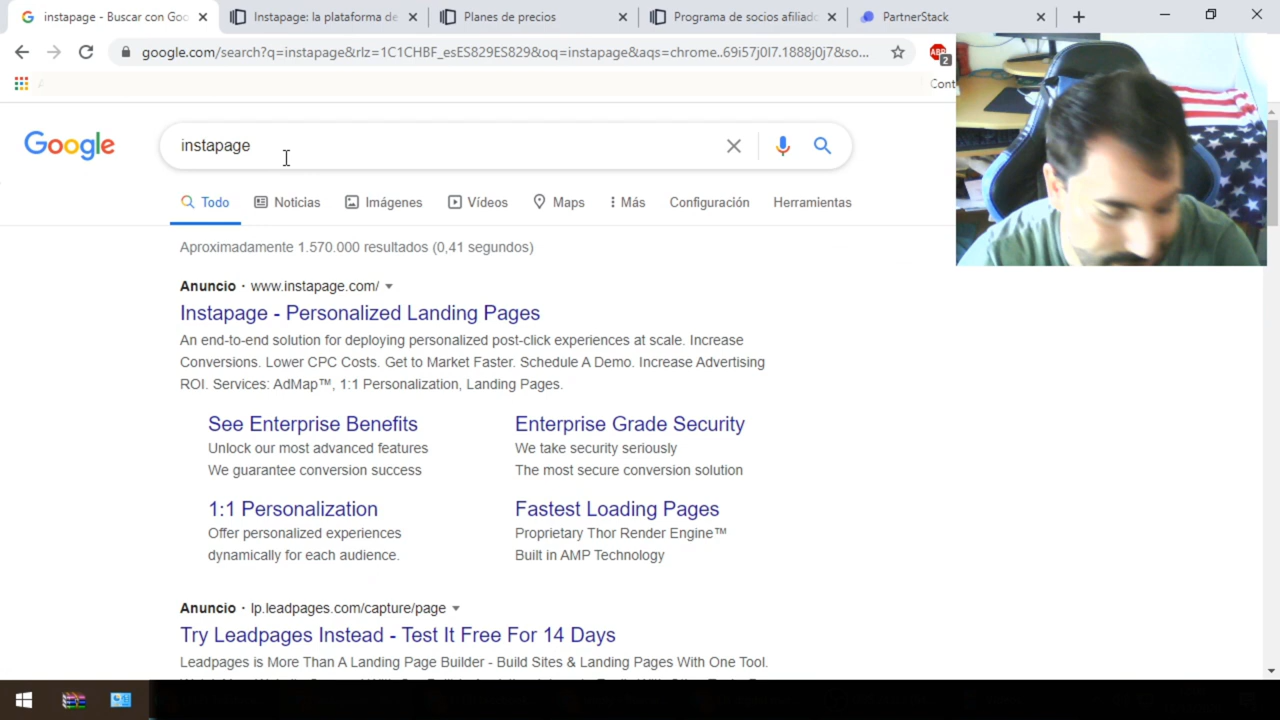 instapage - Buscar con Goo
Instapage: la plataforma de
Planes de precios
Programa de socios afiliado
PartnerStack
google.com/search?q=instapage&rlz=1C1CHBF_esES829ES829&oq=instapage&aqs=chrome..69i57j0l7.1888j0j7&so...
ABP
2
Cont
Google
instapage
Todo
Noticias
Imágenes
Vídeos
Maps
Más
Configuración
Herramientas
Aproximadamente 1.570.000 resultados (0,41 segundos)
Anuncio · www.instapage.com/
Instapage - Personalized Landing Pages
An end-to-end solution for deploying personalized post-click experiences at scale. Increase
Conversions. Lower CPC Costs. Get to Market Faster. Schedule A Demo. Increase Advertising
ROI. Services: AdMap™, 1:1 Personalization, Landing Pages.
See Enterprise Benefits
Unlock our most advanced features
We guarantee conversion success
Enterprise Grade Security
We take security seriously
The most secure conversion solution
1:1 Personalization
Offer personalized experiences
dynamically for each audience.
Fastest Loading Pages
Proprietary Thor Render Engine™
Built in AMP Technology
Anuncio · lp.leadpages.com/capture/page
Try Leadpages Instead - Test It Free For 14 Days
Leadpages is More Than A Landing Page Builder - Build Sites & Landing Pages With One Tool.